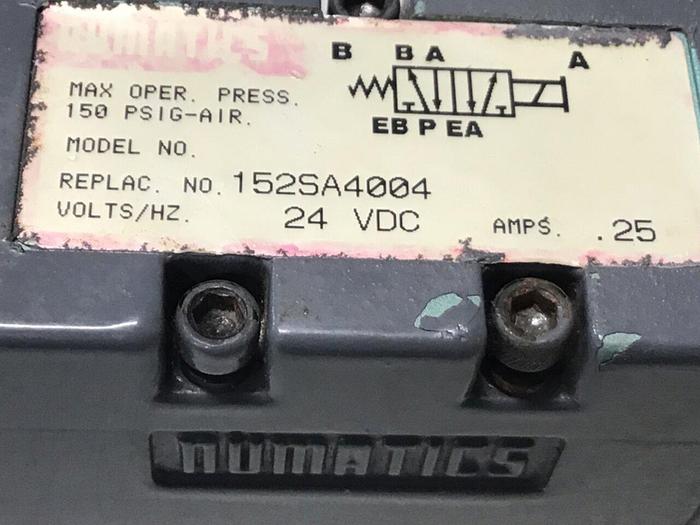 NUMATICS
B B A A
MAX OPER. PRESS.
150 PSIG-AIR.
EB P EA
MODEL NO.
REPLAC. NO. 152SA4004
VOLTS/HZ. 24 VDC AMPS. .25
NUMATICS